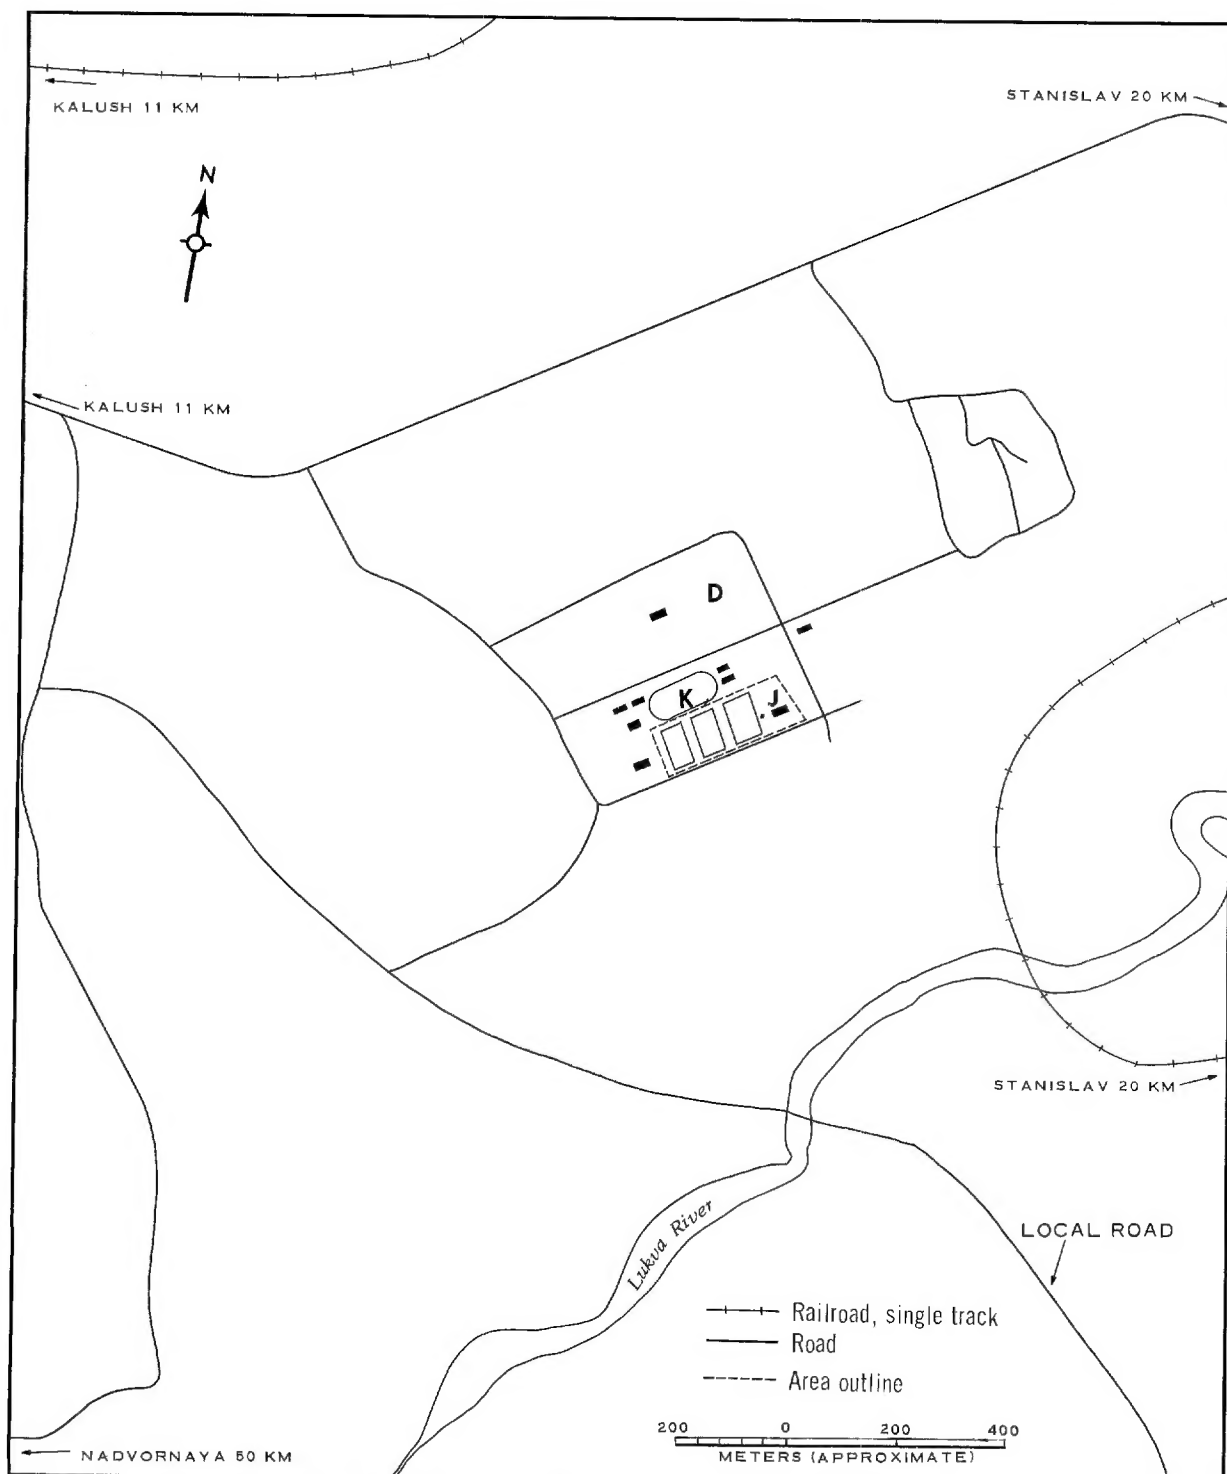 KALUSH 11 KM
STANISLAV 20 KM
N
KALUSH 11 KM
D
K
J
STANISLAV 20 KM
Lukva River
LOCAL ROAD
Railroad, single track
Road
Area outline
200 0 200 400
METERS (APPROXIMATE)
NADVORNAYA 50 KM